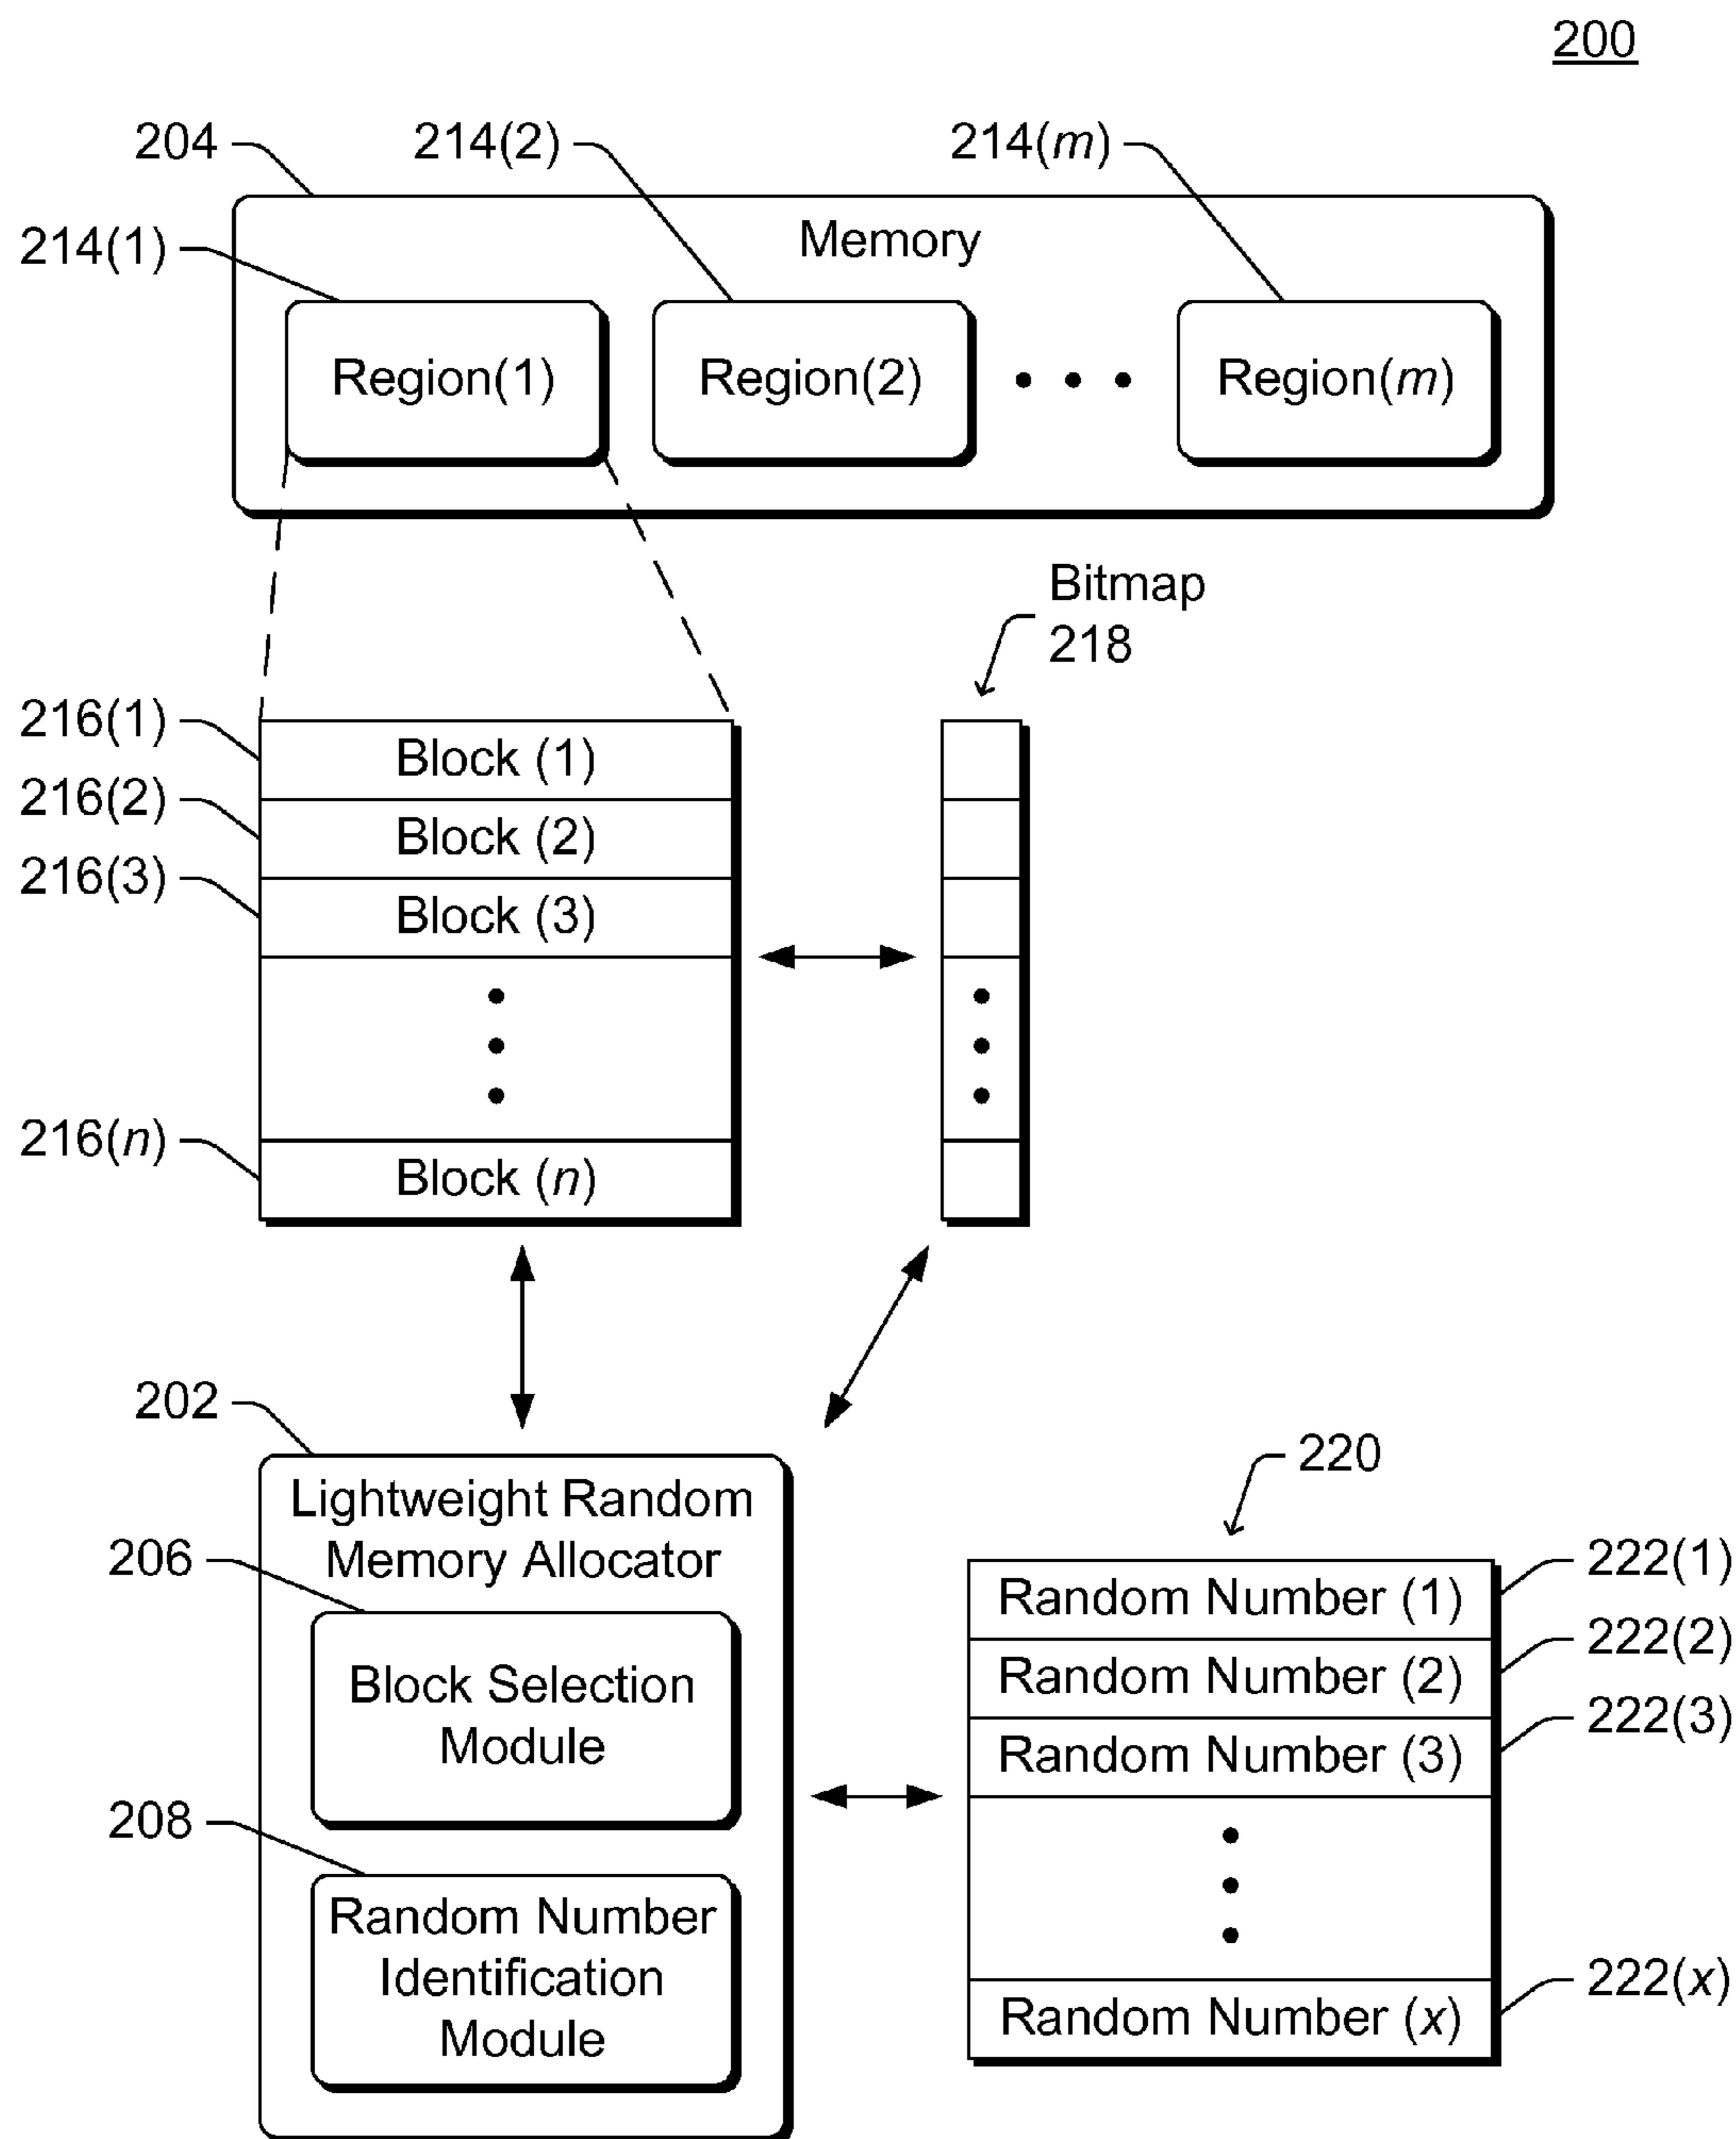 200
204
214(2)
214(m)
214(1)
Memory
Region(1)
Region(2)
Region(m)
Bitmap
218
216(1)
216(2)
216(3)
216(n)
Block (1)
Block (2)
Block (3)
Block (n)
202
Lightweight Random
Memory Allocator
206
Block Selection
Module
208
Random Number
Identification
Module
220
Random Number (1)
222(1)
Random Number (2)
222(2)
Random Number (3)
222(3)
Random Number (x)
222(x)